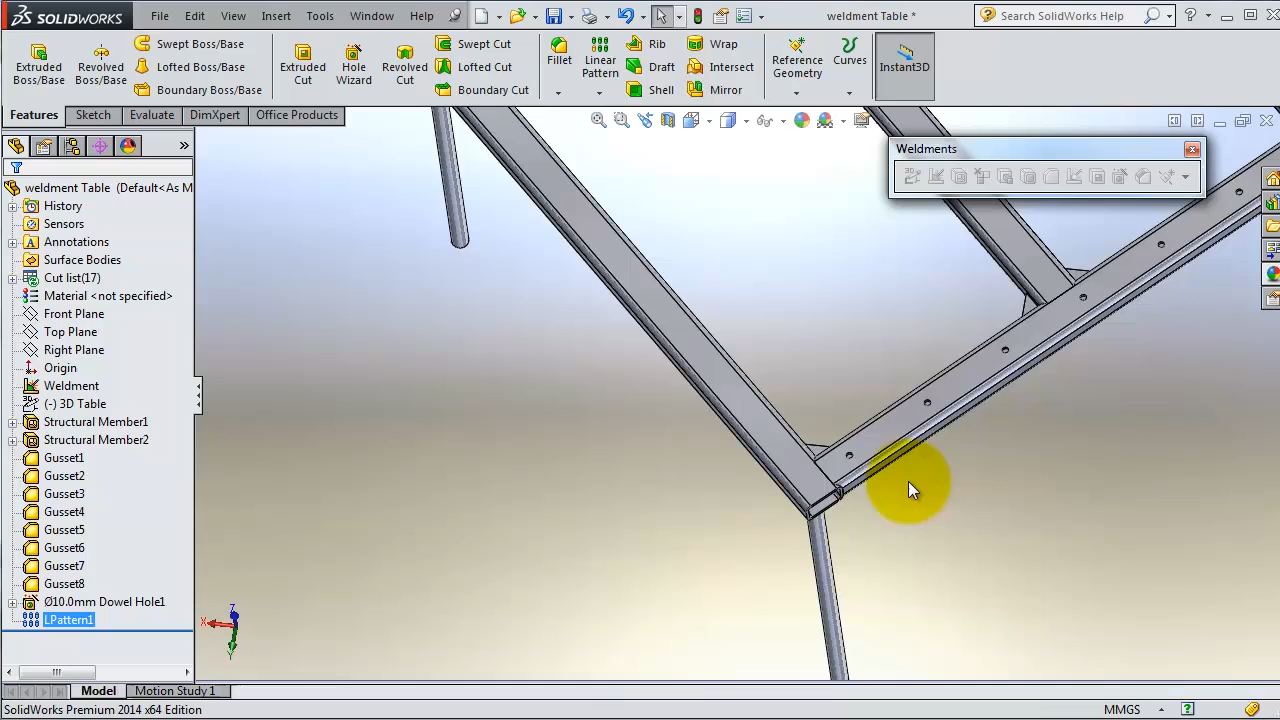 SOLIDWORKS File Edit View Insert Tools Window Help weldment Table * Search SolidWorks Help
Extruded Boss/Base
Revolved Boss/Base
Swept Boss/Base
Lofted Boss/Base
Boundary Boss/Base
Extruded Cut
Hole Wizard
Revolved Cut
Swept Cut
Lofted Cut
Boundary Cut
Fillet
Linear Pattern
Rib
Draft
Shell
Wrap
Intersect
Mirror
Reference Geometry
Curves
Instant3D
Features Sketch Evaluate DimXpert Office Products
Weldments
weldment Table (Default<As M
History
Sensors
Annotations
Surface Bodies
Cut list(17)
Material <not specified>
Front Plane
Top Plane
Right Plane
Origin
Weldment
(-) 3D Table
Structural Member1
Structural Member2
Gusset1
Gusset2
Gusset3
Gusset4
Gusset5
Gusset6
Gusset7
Gusset8
Ø10.0mm Dowel Hole1
LPattern1
Z
X
Y
Model Motion Study 1
SolidWorks Premium 2014 x64 Edition MMGS